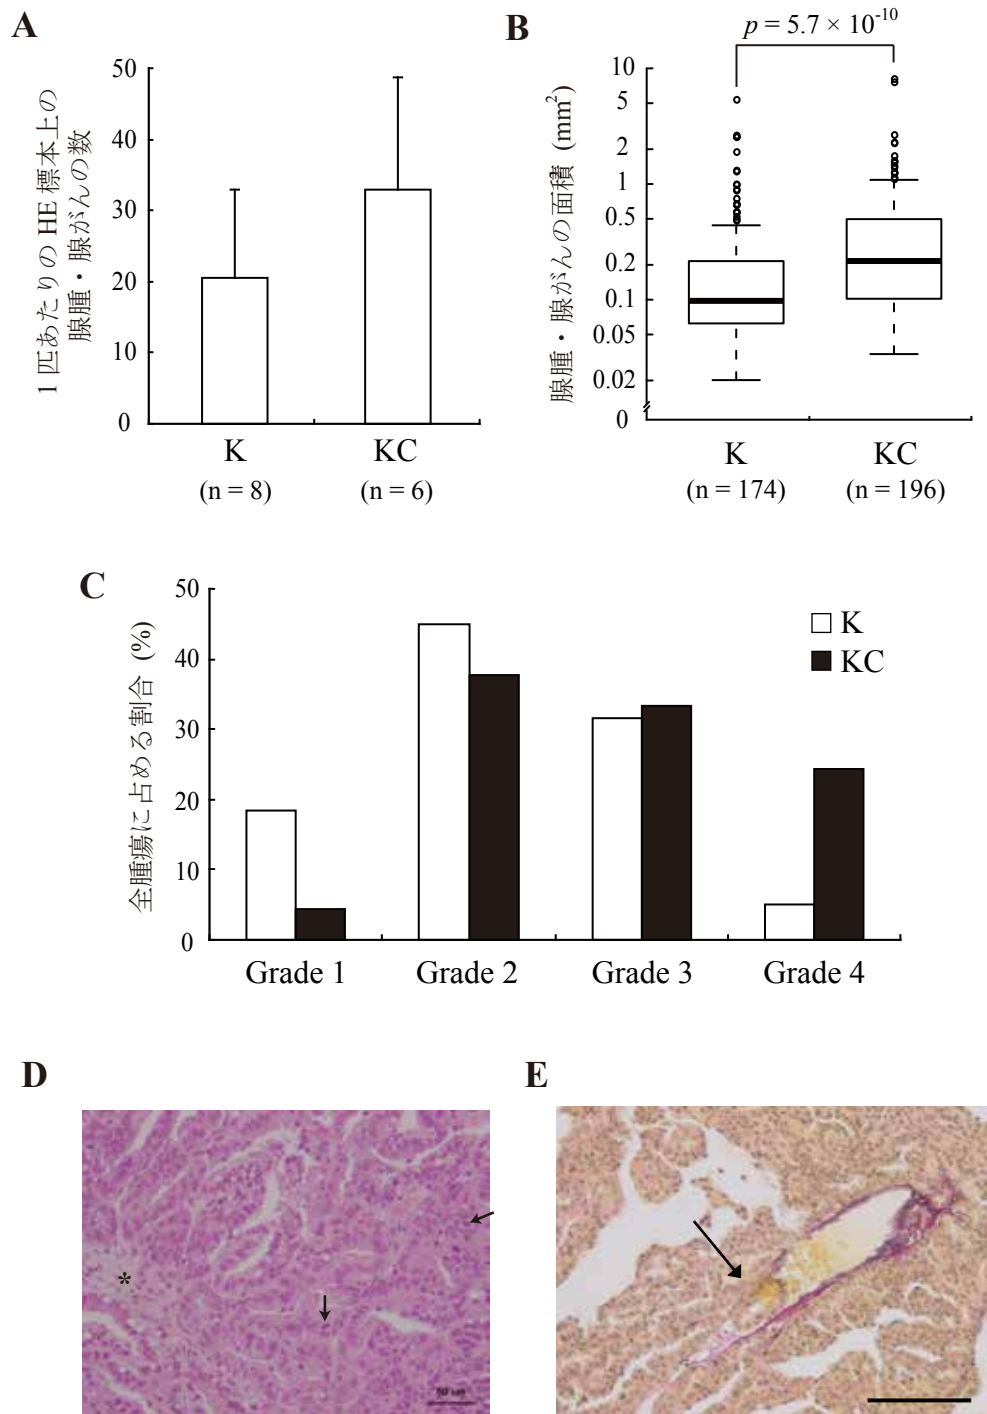 A
1 匹あたりの HE 標本上の
腺腫・腺がんの数
50
40
30
20
10
0
K
KC
(n = 8)
(n = 6)
B
p = 5.7 × 10-10
腺腫・腺がんの面積 (mm2)
10
5
2
1
0.5
0.2
0.1
0.05
0.02
0
K
KC
(n = 174)
(n = 196)
C
全腫瘍に占める割合 (%)
50
40
30
20
10
0
K
KC
Grade 1
Grade 2
Grade 3
Grade 4
D
*
50 um
E